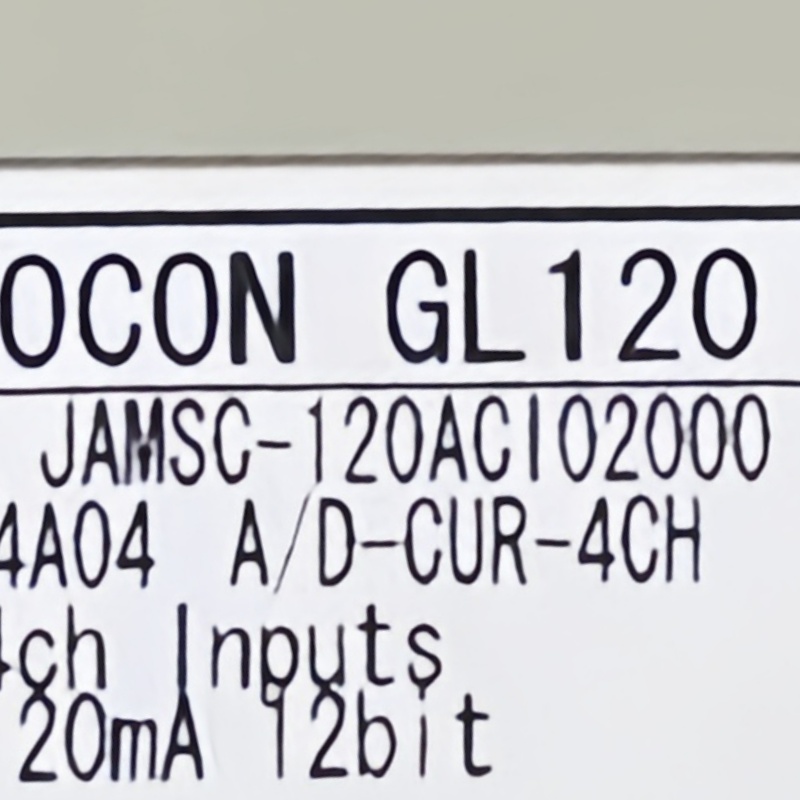 OCON GL120
JAMSC-120ACI02000
4A04 A/D-CUR-4CH
4ch Inputs
20mA 12bit